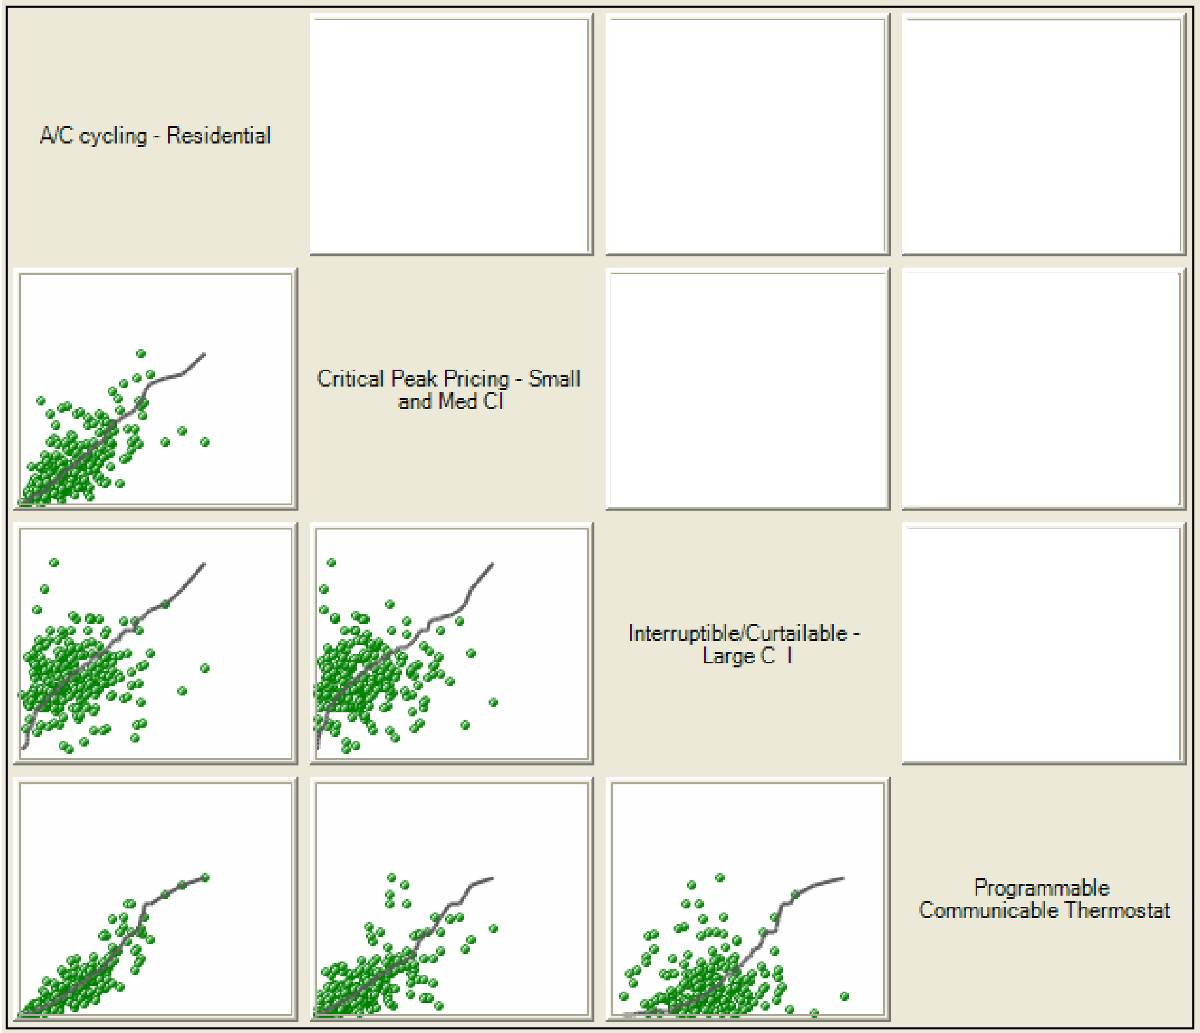 A/C cycling - Residential
Critical Peak Pricing - Small
and Med CI
Interruptible/Curtailable -
Large C I
Programmable
Communicable Thermostat